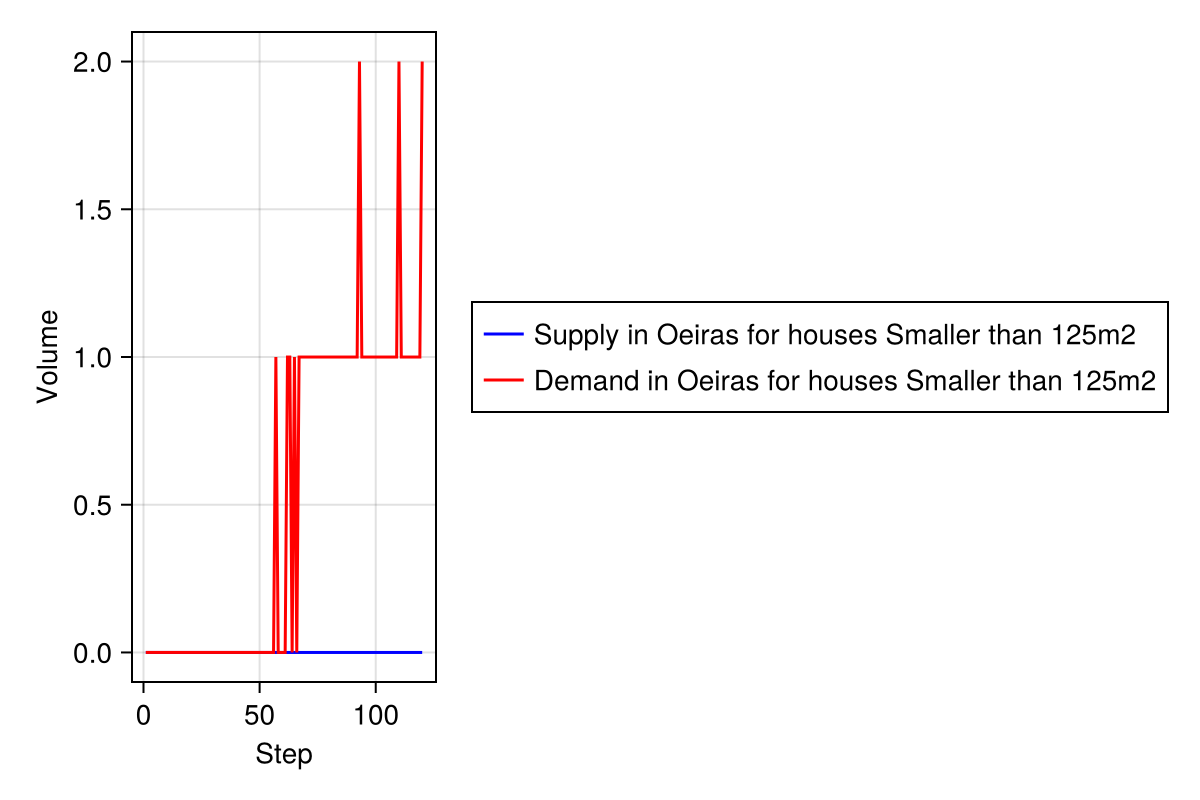 2.0
1.5
1.0
0.5
0.0
Volume
0 50 100
Step
Supply in Oeiras for houses Smaller than 125m2
Demand in Oeiras for houses Smaller than 125m2